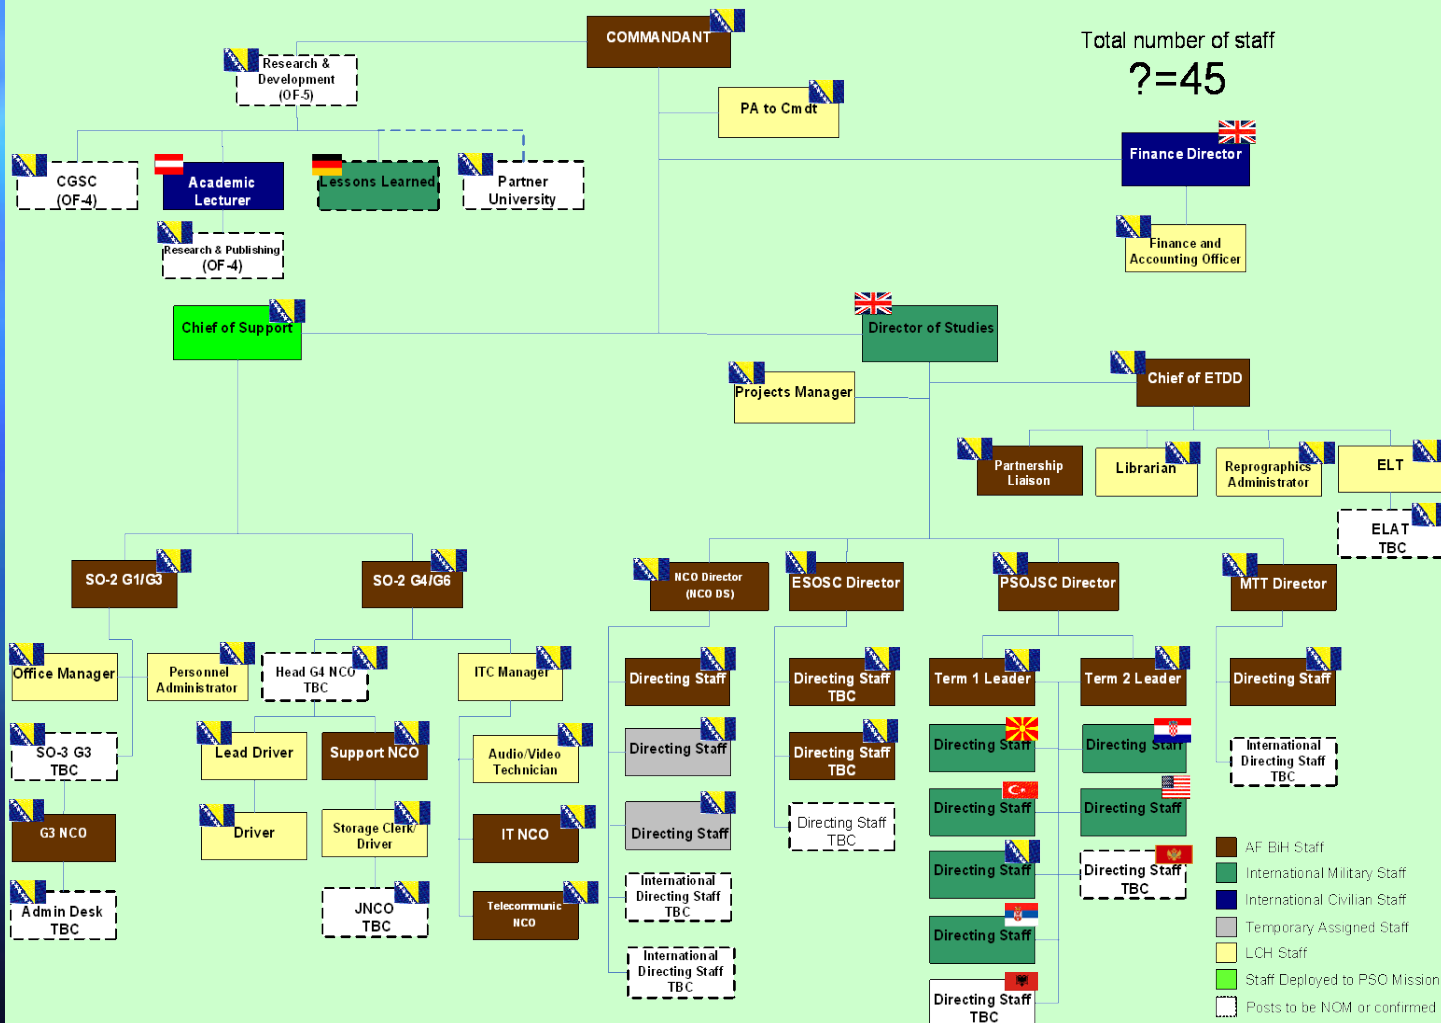 COMMANDANT
Total number of staff
?=45
Research &
Development
(OF-5)
PA to Cmdt
Finance Director
CGSC
(OF-4)
Academic
Lecturer
Lessons Learned
Partner
University
Research & Publishing
(OF-4)
Finance and
Accounting Officer
Chief of Support
Director of Studies
Projects Manager
Chief of ETDD
Partnership
Liaison
Librarian
Reprographics
Administrator
ELT
ELAT
TBC
SO-2 G1/G3
SO-2 G4/G6
NCO Director
(NCO DS)
ESOSC Director
PSOJSC Director
MTT Director
Office Manager
Personnel
Administrator
Head G4 NCO
TBC
ITC Manager
Directing Staff
Directing Staff
TBC
Term 1 Leader
Term 2 Leader
Directing Staff
SO-3 G3
TBC
Lead Driver
Support NCO
Audio/Video
Technician
Directing Staff
Directing Staff
TBC
Directing Staff
Directing Staff
International
Directing Staff
TBC
G3 NCO
Driver
Storage Clerk/
Driver
IT NCO
Directing Staff
Directing Staff
TBC
Directing Staff
Directing Staff
Admin Desk
TBC
JNCO
TBC
Telecommunic
NCO
International
Directing Staff
TBC
Directing Staff
Directing Staff
TBC
International
Directing Staff
TBC
Directing Staff
Directing Staff
TBC
AF BiH Staff
International Military Staff
International Civilian Staff
Temporary Assigned Staff
LCH Staff
Staff Deployed to PSO Mission
Posts to be NOM or confirmed